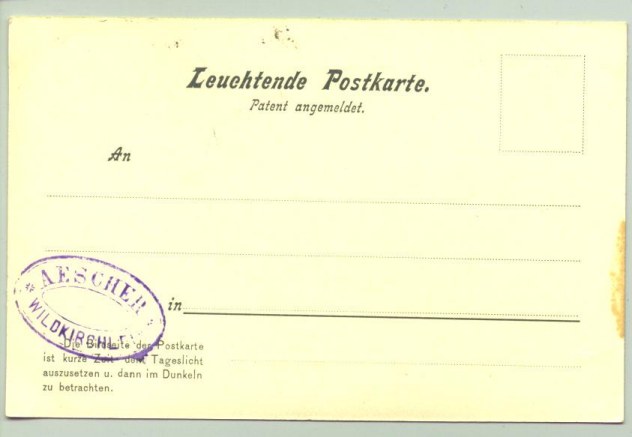 Leuchtende Postkarte.
Patent angemeldet.
An
in
AESCHER
WILDKIRCHLI
Die Bildseite der Postkarte
ist kurze Zeit dem Tageslicht
auszusetzen u. dann im Dunkeln
zu betrachten.